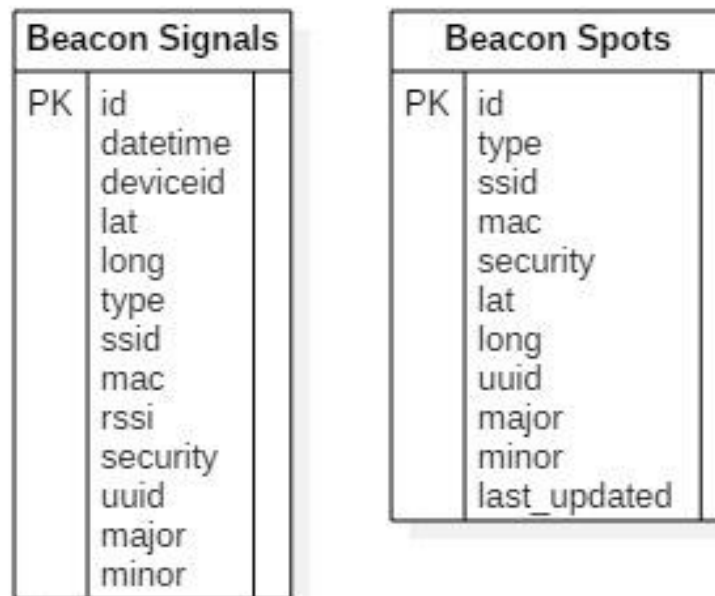 Beacon Signals
PK id
datetime
deviceid
lat
long
type
ssid
mac
rssi
security
uuid
major
minor
Beacon Spots
PK id
type
ssid
mac
security
lat
long
uuid
major
minor
last_updated